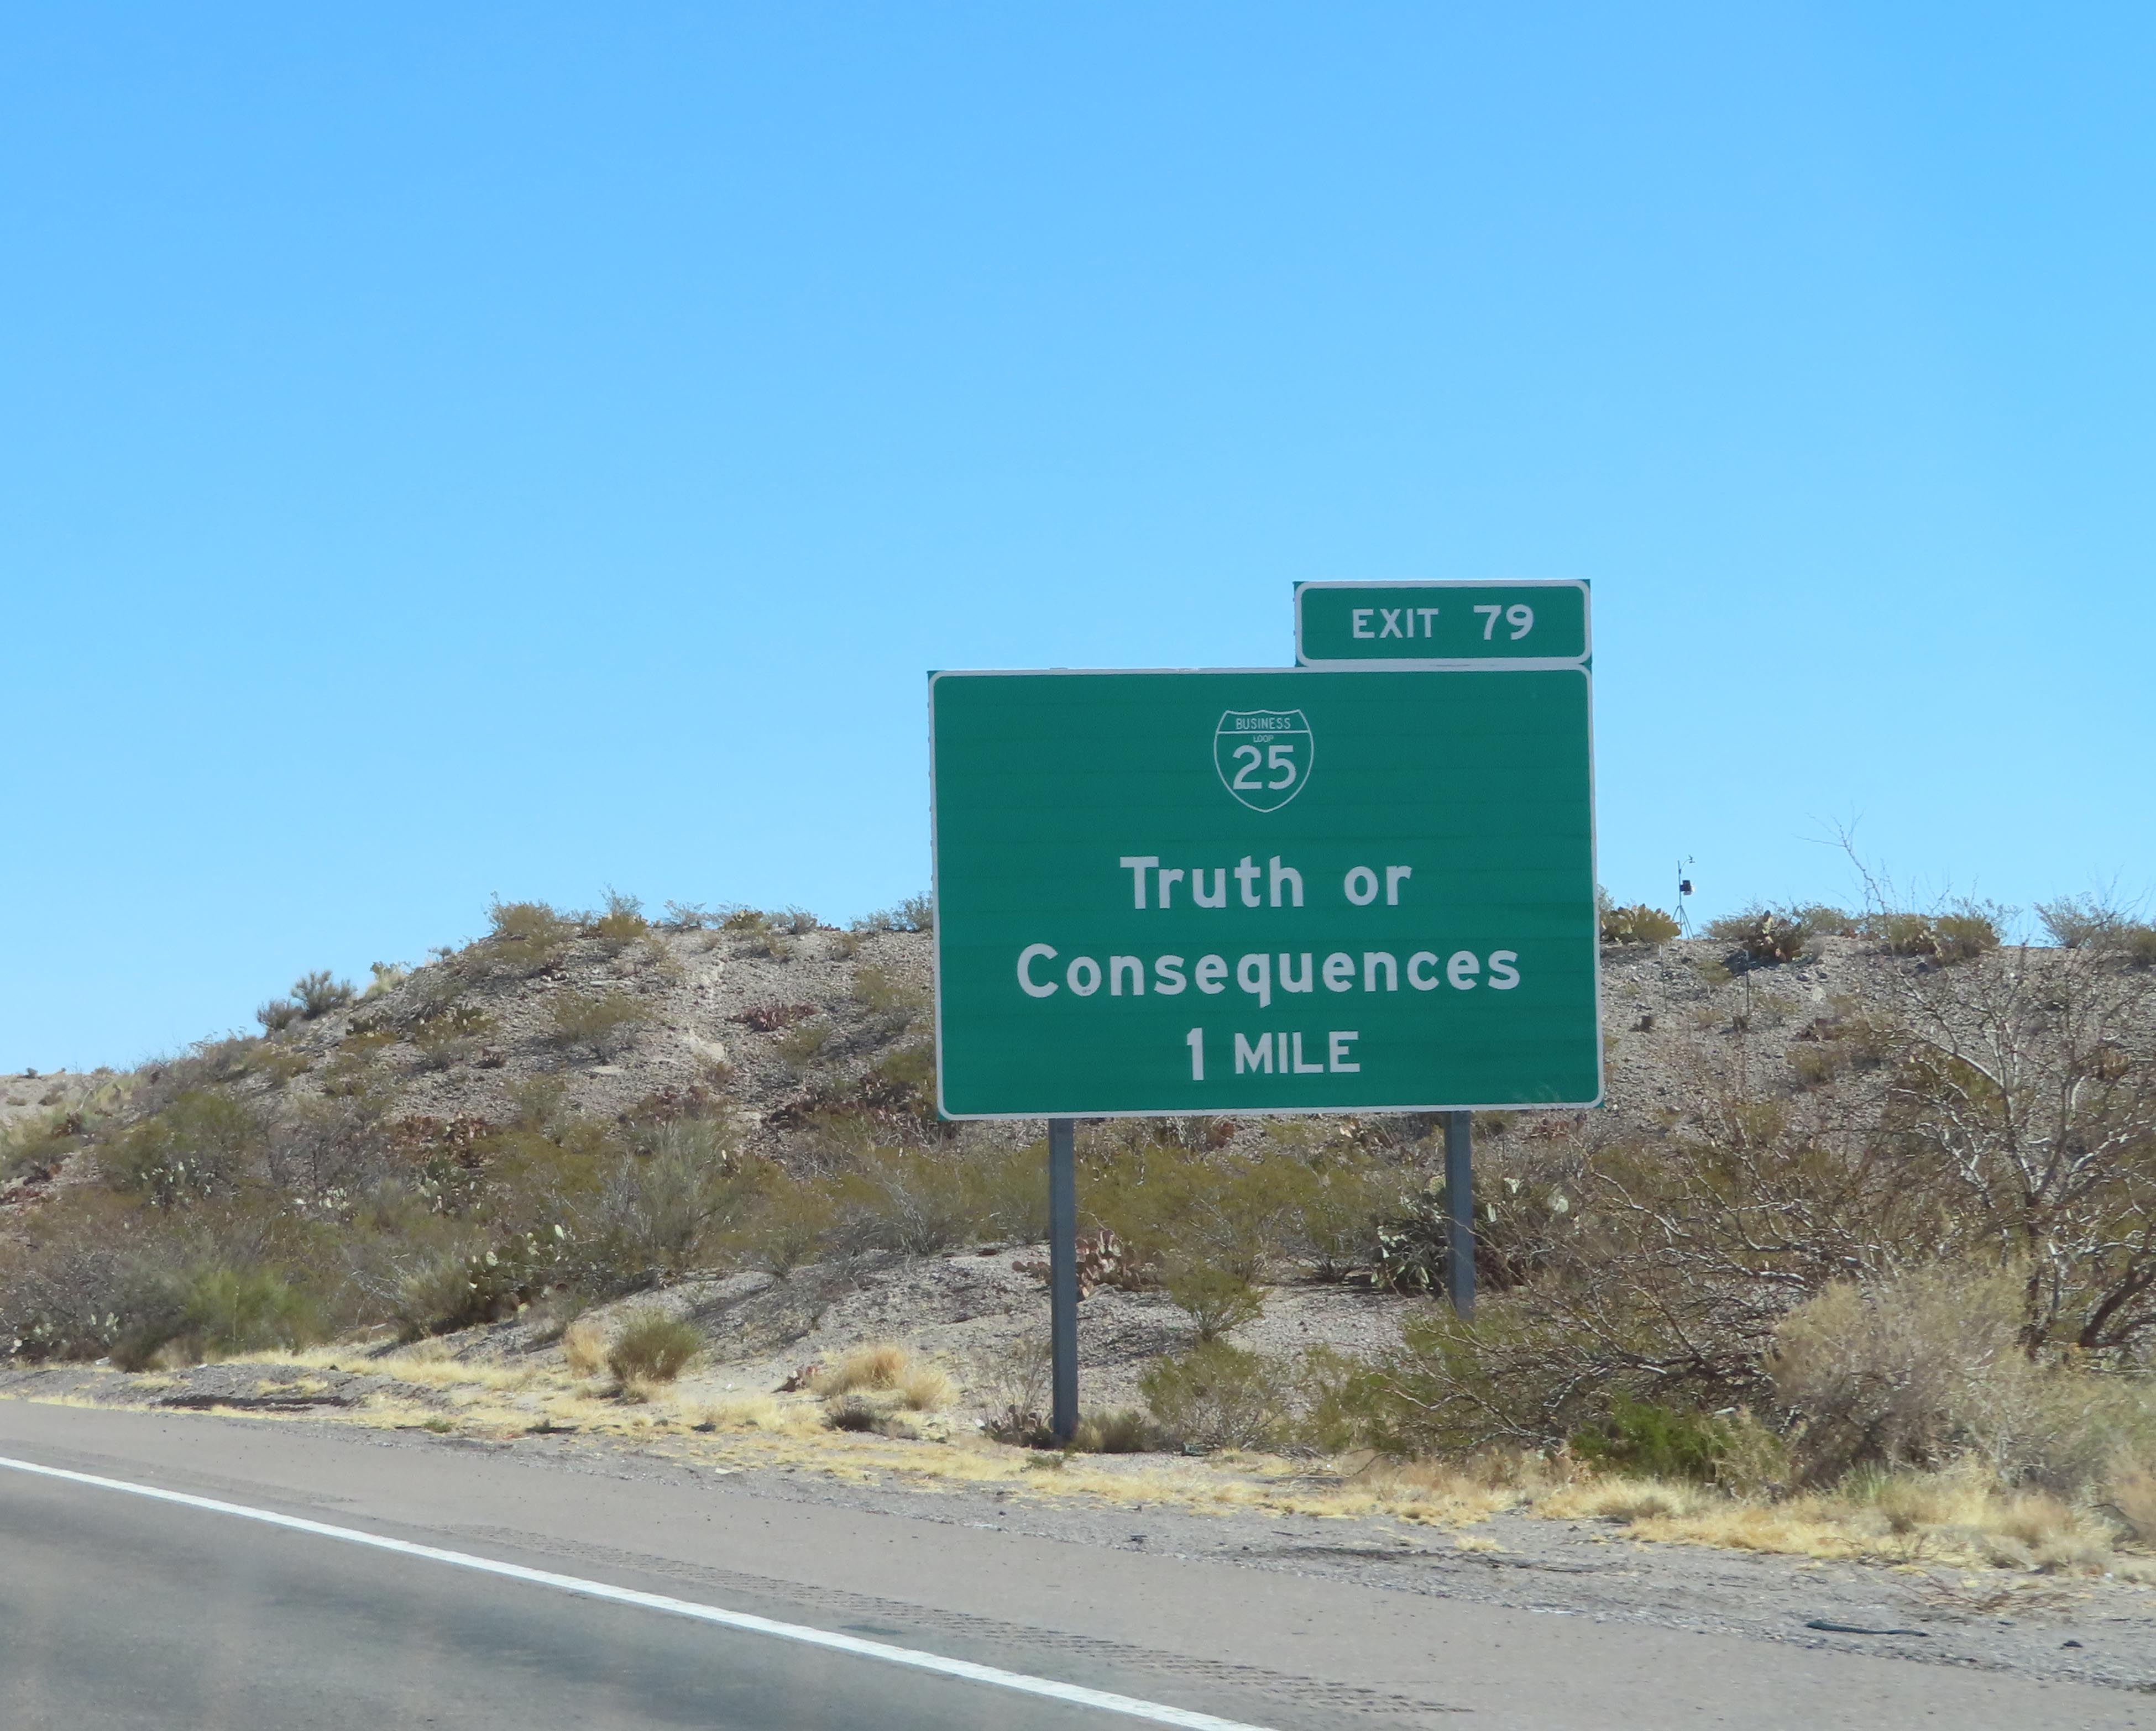 EXIT 79
BUSINESS
LOOP
25
Truth or
Consequences
1 MILE